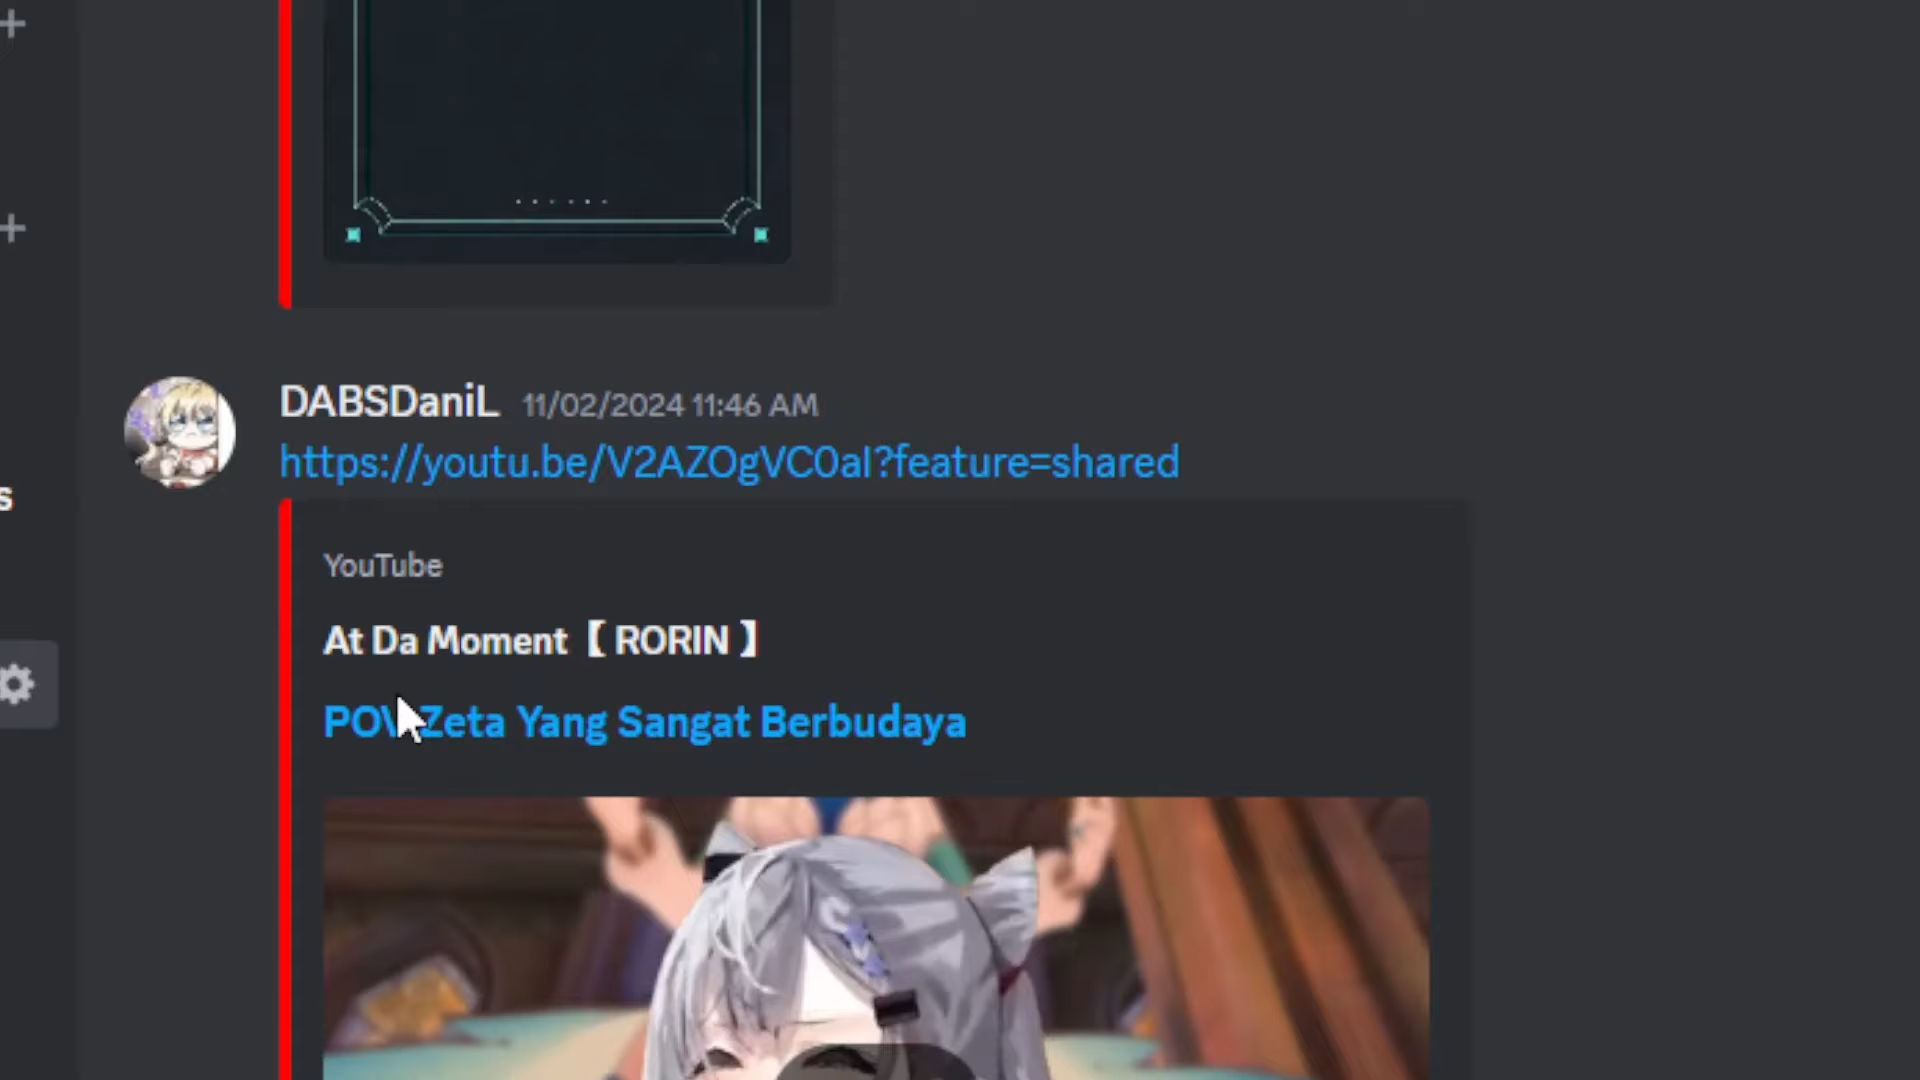 DABSDaniL 11/02/2024 11:46 AM
https://youtu.be/V2AZOgVC0aI?feature=shared
s
YouTube
At Da Moment【 RORIN 】
POV Zeta Yang Sangat Berbudaya